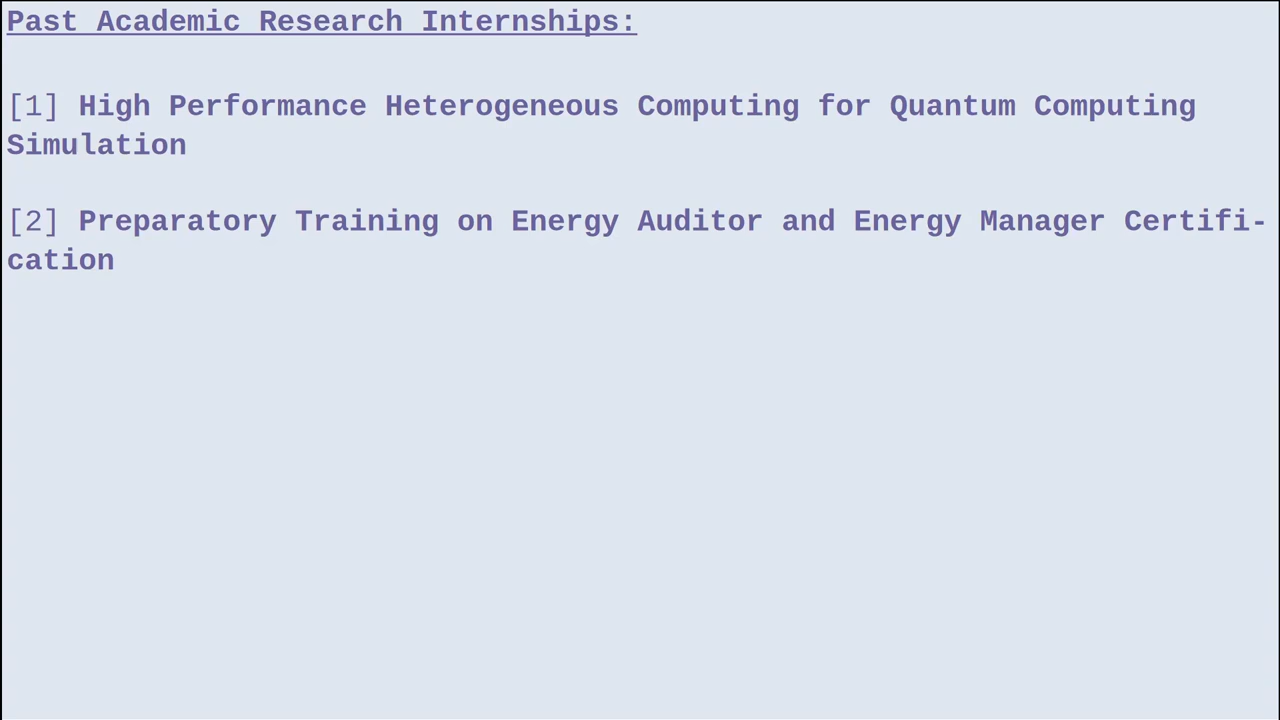 Past Academic Research Internships:
[1] High Performance Heterogeneous Computing for Quantum Computing
Simulation
[2] Preparatory Training on Energy Auditor and Energy Manager Certifi-
cation